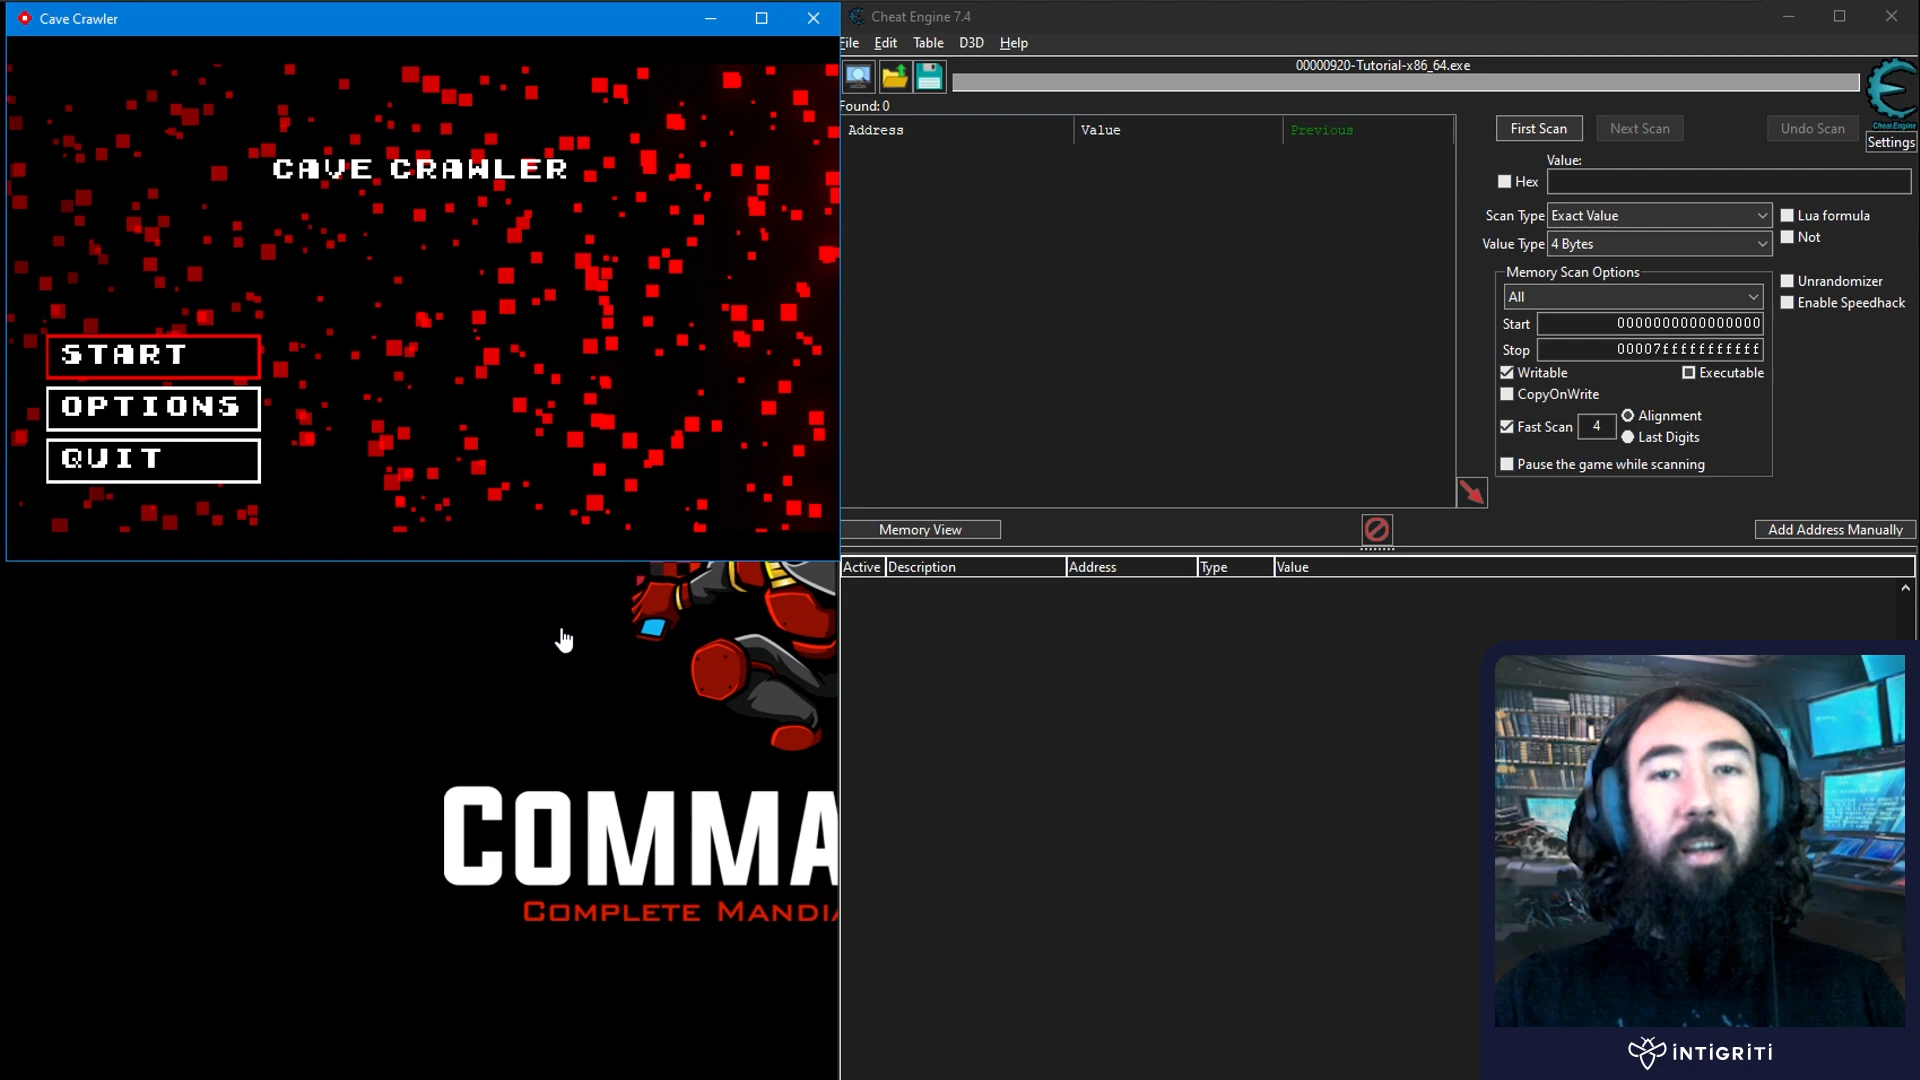 Cave Crawler
CAVE CRAWLER
START
OPTIONS
QUIT
COMMA
COMPLETE MANDIA
Cheat Engine 7.4
File Edit Table D3D Help
00000920-Tutorial-x86_64.exe
Found: 0
Address Value Previous
First Scan Next Scan Undo Scan
Cheat Engine
Settings
Value:
Hex
Scan Type Exact Value Lua formula
Value Type 4 Bytes Not
Memory Scan Options
All
Unrandomizer
Enable Speedhack
Start 0000000000000000
Stop 00007fffffffffff
Writable Executable
CopyOnWrite
Fast Scan 4 Alignment
Last Digits
Pause the game while scanning
Memory View Add Address Manually
Active Description Address Type Value
INTIGRITI